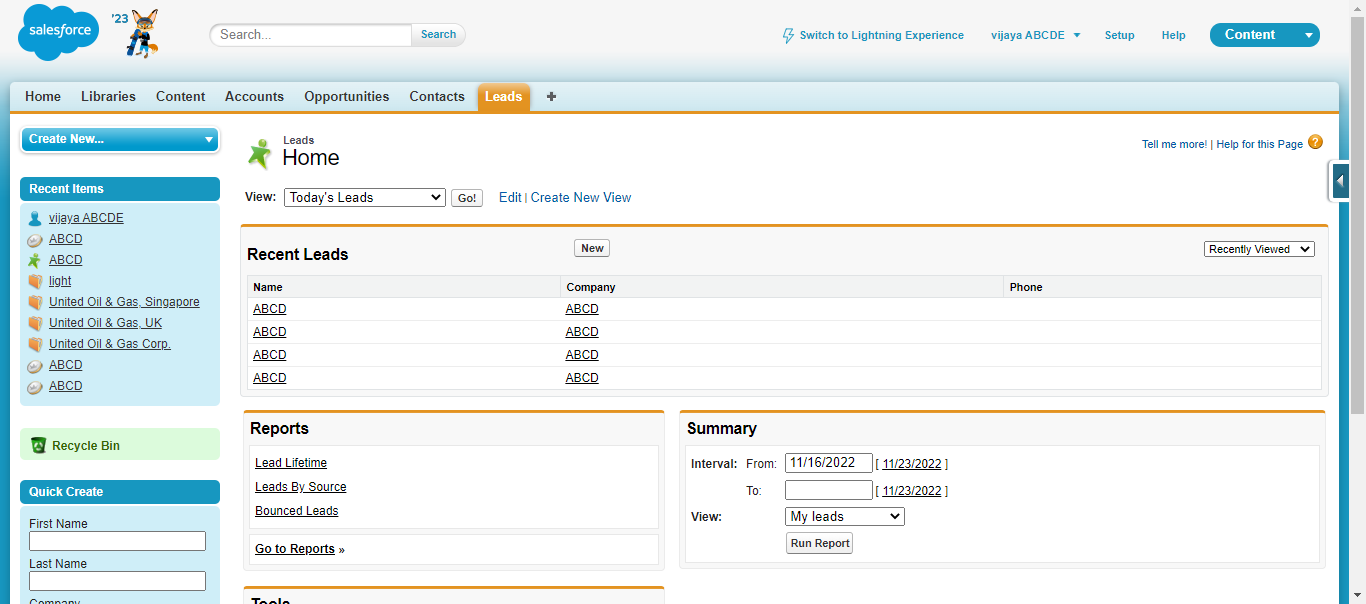 salesforce '23 Search... Search Switch to Lightning Experience vijaya ABCDE Setup Help Content
Home Libraries Content Accounts Opportunities Contacts Leads +
Create New...
Recent Items
vijaya ABCDE
ABCD
ABCD
light
United Oil & Gas, Singapore
United Oil & Gas, UK
United Oil & Gas Corp.
ABCD
ABCD
Recycle Bin
Quick Create
First Name
Last Name
Company
Leads
Home
Tell me more! | Help for this Page ?
View: Today's Leads Go! Edit | Create New View
Recent Leads New Recently Viewed
Name Company Phone
ABCD ABCD
ABCD ABCD
ABCD ABCD
ABCD ABCD
Reports
Lead Lifetime
Leads By Source
Bounced Leads
Go to Reports »
Summary
Interval: From: 11/16/2022 [ 11/23/2022 ]
To: [ 11/23/2022 ]
View: My leads
Run Report
Tools